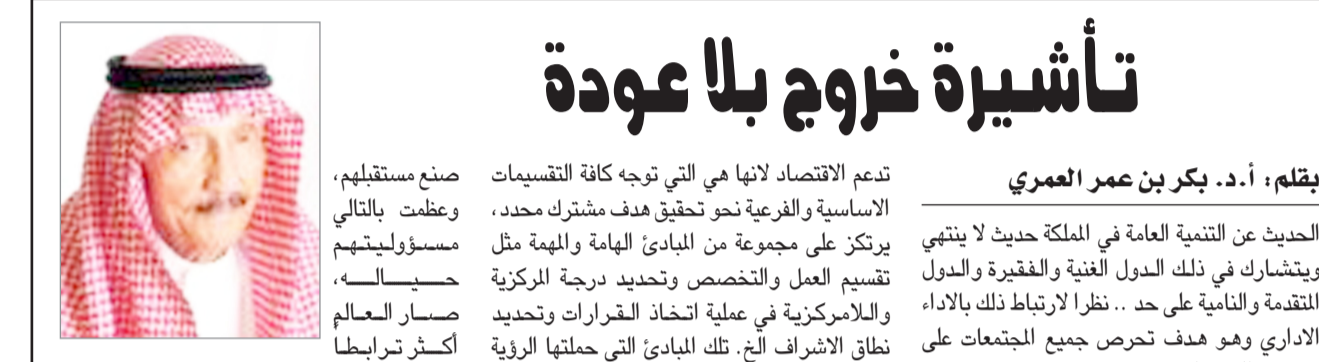 تأشيرة خروج بلا عودة
بقلم: أ.د. بكر بن عمر العمري
الحديث عن التنمية العامة في المملكة حديث لا ينتهي
ويتشارك في ذلك الدول الغنية والفقيرة والدول
المتقدمة والنامية على حد .. نظرا لارتباط ذلك بالاداء
الاداري وهو هدف تحرص جميع المجتمعات على
تدعم الاقتصاد لانها هي التي توجه كافة التقسيمات
الاساسية والفرعية نحو تحقيق هدف مشترك محدد،
يرتكز على مجموعة من المبادئ الهامة والمهمة مثل
تقسيم العمل والتخصص وتحديد درجة المركزية
واللامركزية في عملية اتخاذ القرارات وتحديد
نطاق الاشراف الخ. تلك المبادئ التي حملتها الرؤية
صنع مستقبلهم،
وعظمت بالتالي
مسؤوليتهم
حياله،
صار العالم
أكثر ترابطاً